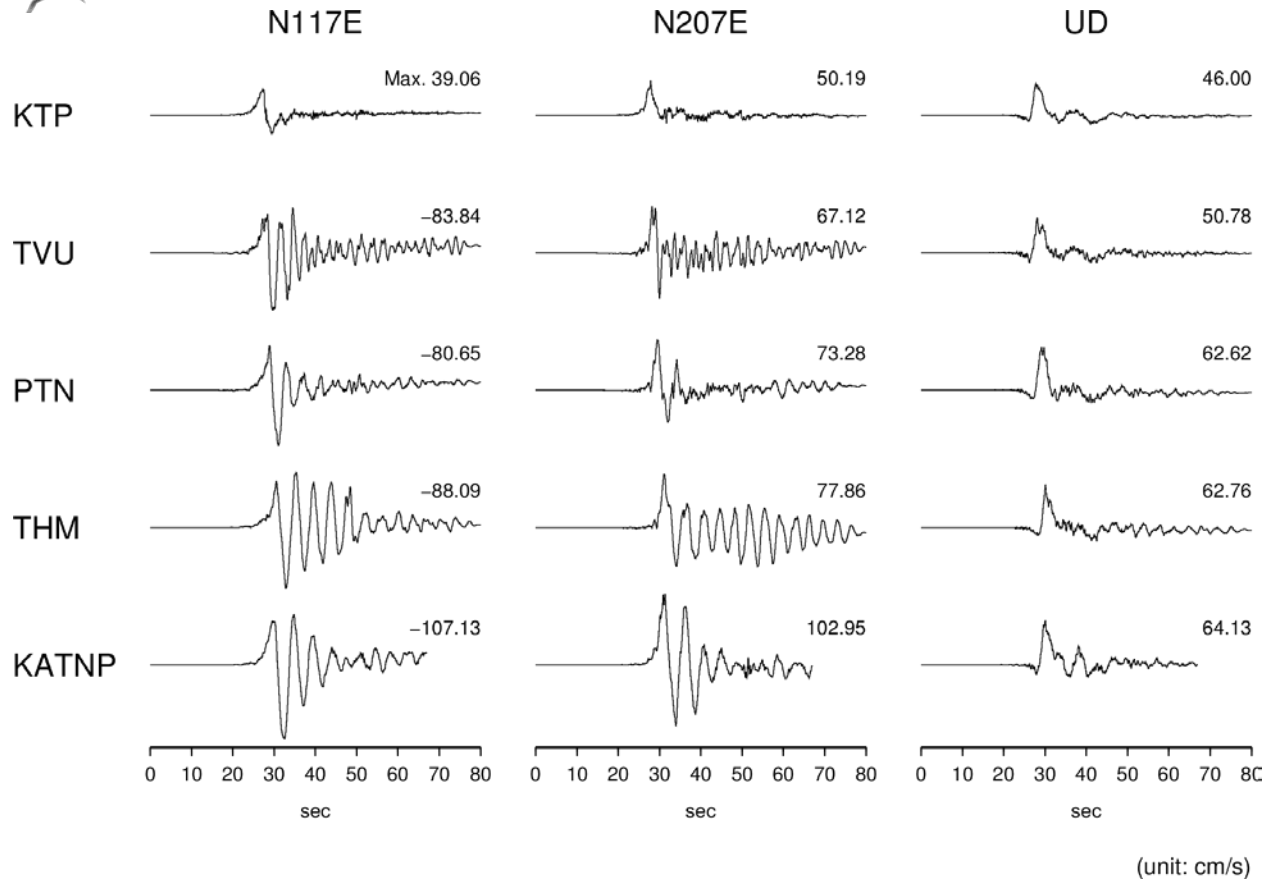 N117E N207E UD
KTP Max. 39.06 50.19 46.00
TVU −83.84 67.12 50.78
PTN −80.65 73.28 62.62
THM −88.09 77.86 62.76
KATNP −107.13 102.95 64.13
0 10 20 30 40 50 60 70 80 0 10 20 30 40 50 60 70 80 0 10 20 30 40 50 60 70 80
sec sec sec
(unit: cm/s)